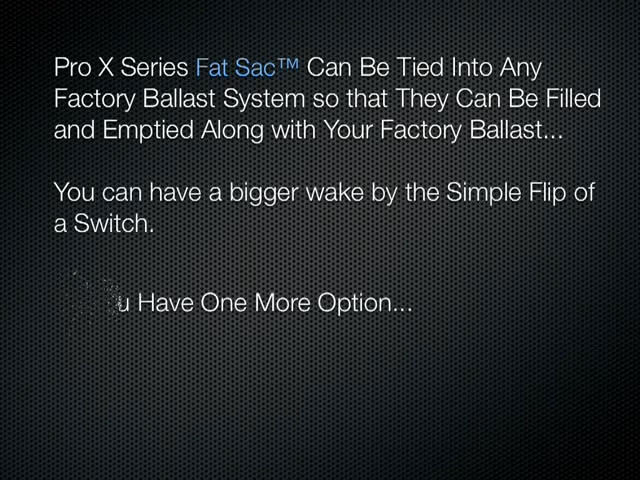 Pro X Series Fat Sac™ Can Be Tied Into Any
Factory Ballast System so that They Can Be Filled
and Emptied Along with Your Factory Ballast...
You can have a bigger wake by the Simple Flip of
a Switch.
Have One More Option...